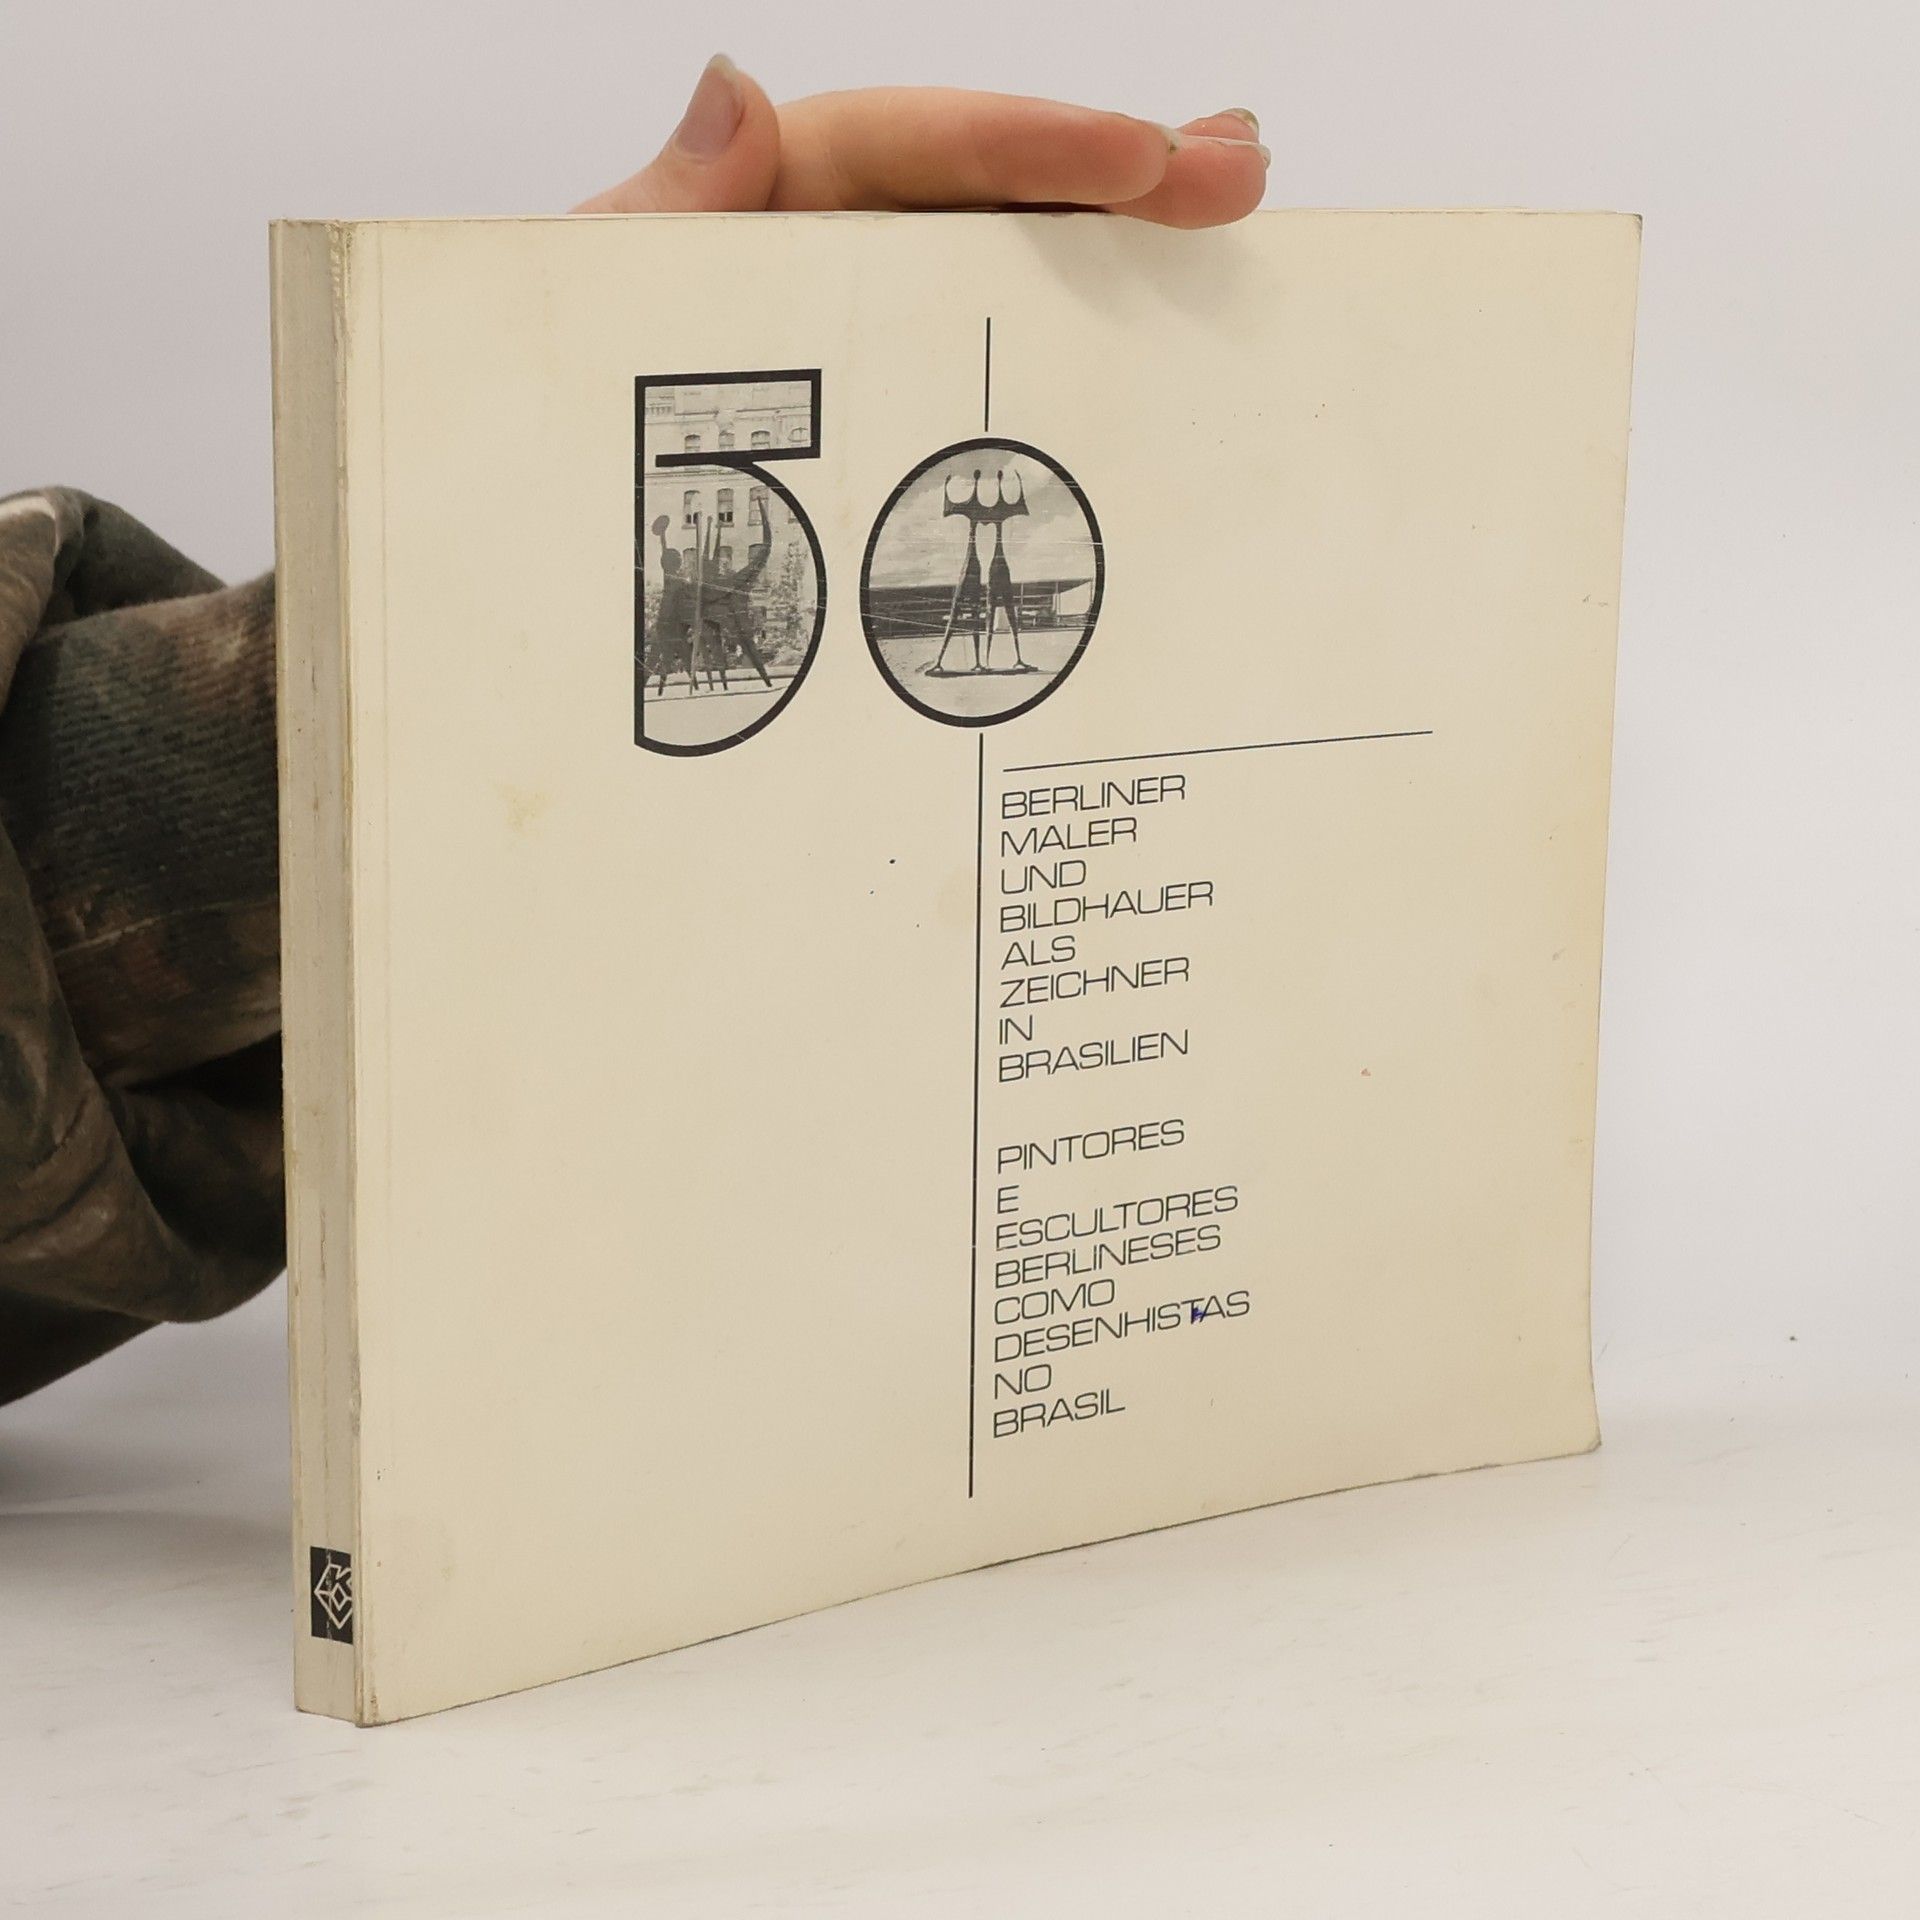 50
BERLINER
MALER
UND
BILDHAUER
ALS
ZEICHNER
IN
BRASILIEN
PINTORES
E
ESCULTORES
BERLINESES
COMO
DESENHISTAS
NO
BRASIL